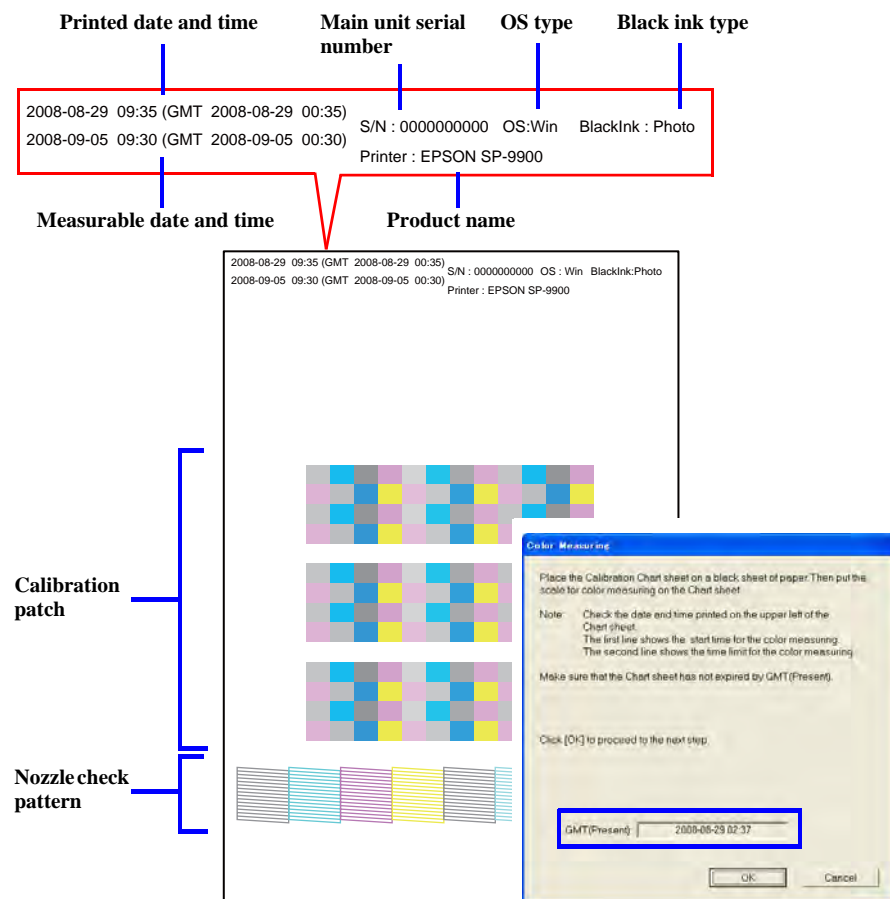 Printed date and time
Main unit serial
number
OS type
Black ink type
2008-08-29 09:35 (GMT 2008-08-29 00:35)
2008-09-05 09:30 (GMT 2008-09-05 00:30)
S/N : 0000000000 OS:Win BlackInk : Photo
Printer : EPSON SP-9900
Measurable date and time
Product name
2008-08-29 09:35 (GMT 2008-08-29 00:35)
2008-09-05 09:30 (GMT 2008-09-05 00:30)
S/N : 0000000000 OS : Win BlackInk:Photo
Printer : EPSON SP-9900
Calibration
patch
Nozzle check
pattern
Color Measuring
Place the Calibration Chart sheet on a black sheet of paper. Then put the
scale for color measuring on the Chart sheet.
Note: Check the date and time printed on the upper left of the
Chart sheet.
The first line shows the start time for the color measuring.
The second line shows the time limit for the color measuring.
Make sure that the Chart sheet has not expired by GMT(Present).
Click [OK] to proceed to the next step.
GMT(Present): 2008-08-29 02:37
OK
Cancel